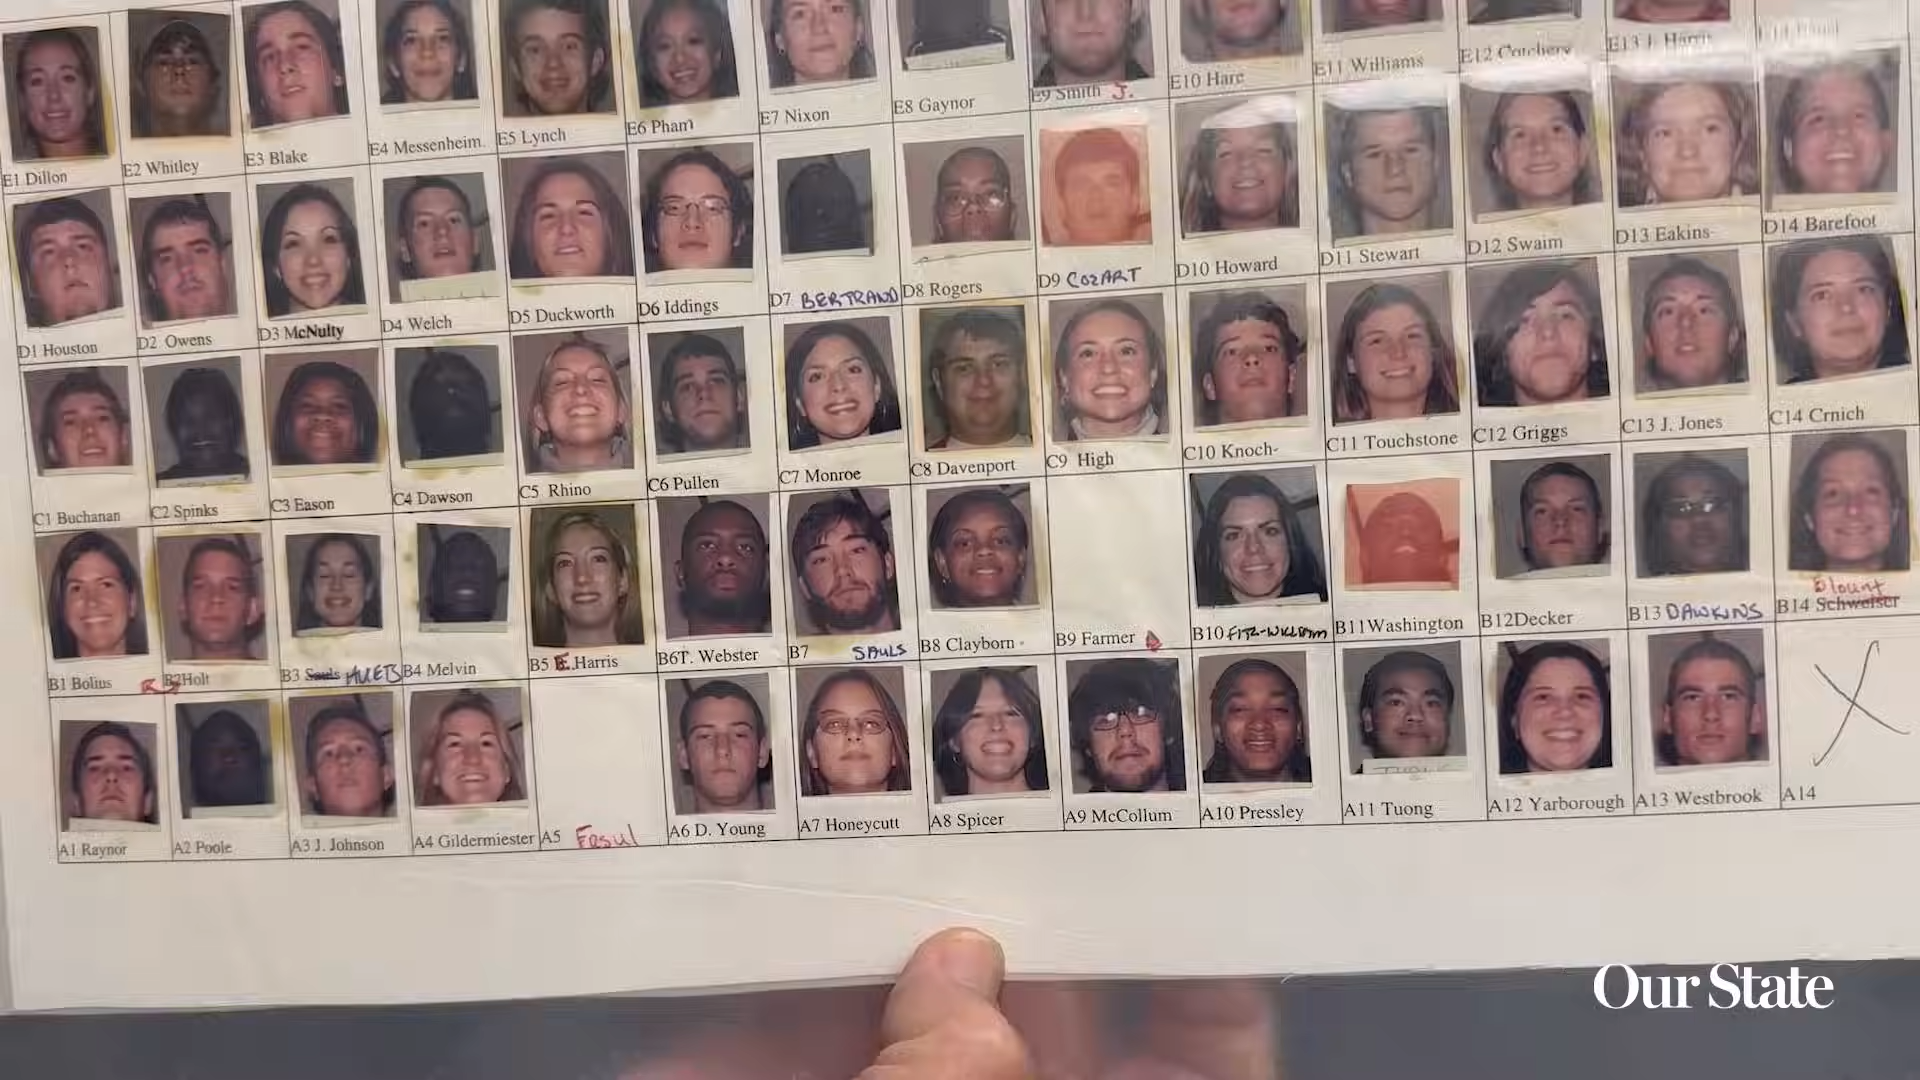 E1 Dillon
E2 Whitley
E3 Blake
E4 Messenheim.
E5 Lynch
E6 Pham
E7 Nixon
E8 Gaynor
E9 Smith J.
E10 Hare
E11 Williams
E12 Cotchery
E13 J. Harris
D1 Houston
D2 Owens
D3 McNulty
D4 Welch
D5 Duckworth
D6 Iddings
D7 BERTRAND
D8 Rogers
D9 COZART
D10 Howard
D11 Stewart
D12 Swaim
D13 Eakins
D14 Barefoot
C1 Buchanan
C2 Spinks
C3 Eason
C4 Dawson
C5 Rhino
C6 Pullen
C7 Monroe
C8 Davenport
C9 High
C10 Knoch-
C11 Touchstone
C12 Griggs
C13 J. Jones
C14 Crnich
B1 Bolius
B2 Holt
B3 Sauls
B4 Melvin
B5 E. Harris
B6 T. Webster
B7 SAULS
B8 Clayborn -
B9 Farmer
B10 FITZ-WILLIAM
B11 Washington
B12 Decker
B13 DAWKINS
Blount
B14 Schweiser
A1 Raynor
A2 Poole
A3 J. Johnson
A4 Gildermiester
A5
A6 D. Young
A7 Honeycutt
A8 Spicer
A9 McCollum
A10 Pressley
A11 Tuong
A12 Yarborough
A13 Westbrook
A14
X
Our State